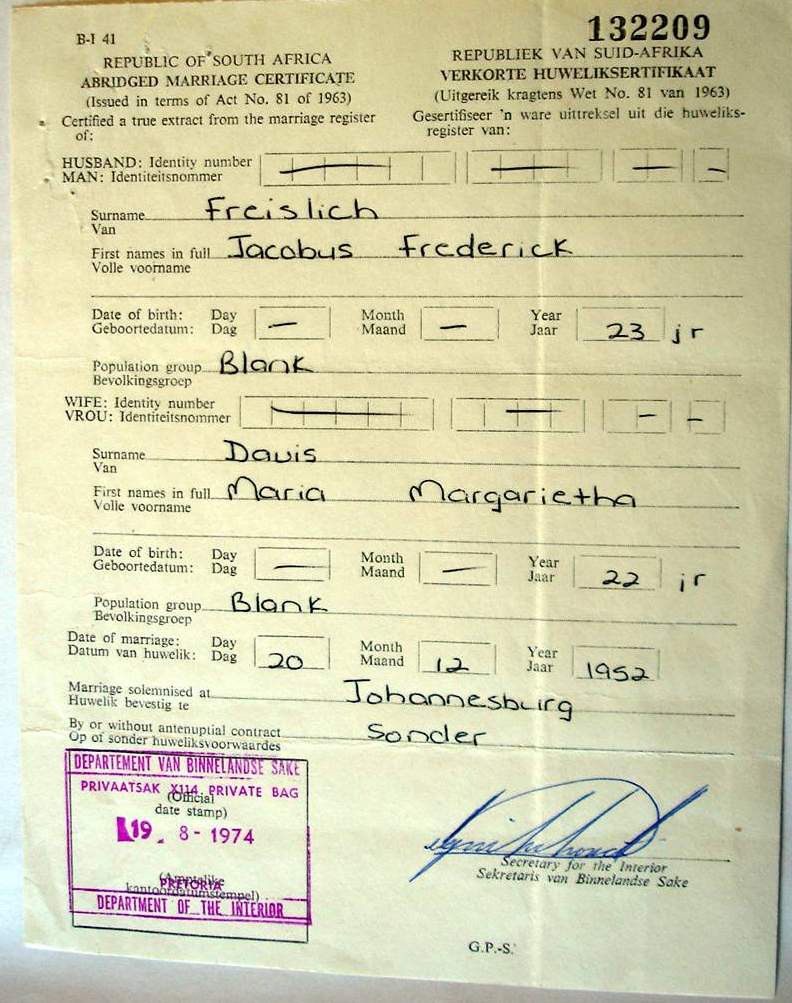 B-I 41
132209
REPUBLIC OF SOUTH AFRICA
ABRIDGED MARRIAGE CERTIFICATE
(Issued in terms of Act No. 81 of 1963)
Certified a true extract from the marriage register
of:
REPUBLIEK VAN SUID-AFRIKA
VERKORTE HUWELIKSERTIFIKAAT
(Uitgereik kragtens Wet No. 81 van 1963)
Gesertifiseer 'n ware uittreksel uit die huweliks-
register van:
HUSBAND: Identity number
MAN: Identiteitsnommer
Surname Freislich
Van
First names in full Jacobus Frederick
Volle voorname
Date of birth: Day — Month — Year 23 jr
Geboortedatum: Dag Maand Jaar
Population group Blank
Bevolkingsgroep
WIFE: Identity number
VROU: Identiteitsnommer
Surname Davis
Van
First names in full Maria Margarietha
Volle voorname
Date of birth: Day — Month — Year 22 jr
Geboortedatum: Dag Maand Jaar
Population group Blank
Bevolkingsgroep
Date of marriage: Day 20 Month 12 Year 1952
Datum van huwelik: Dag Maand Jaar
Marriage solemnised at Johannesburg
Huwelik bevestig te
By or without antenuptial contract Sonder
Op of sonder huweliksvoorwaardes
DEPARTEMENT VAN BINNELANDSE SAKE
PRIVAATSAK X114 PRIVATE BAG
(Official
date stamp)
19. 8-1974
(Amptelike
PRETORIA
kantoordatumstempel)
DEPARTMENT OF THE INTERIOR
Secretary for the Interior
Sekretaris van Binnelandse Sake
G.P.-S.